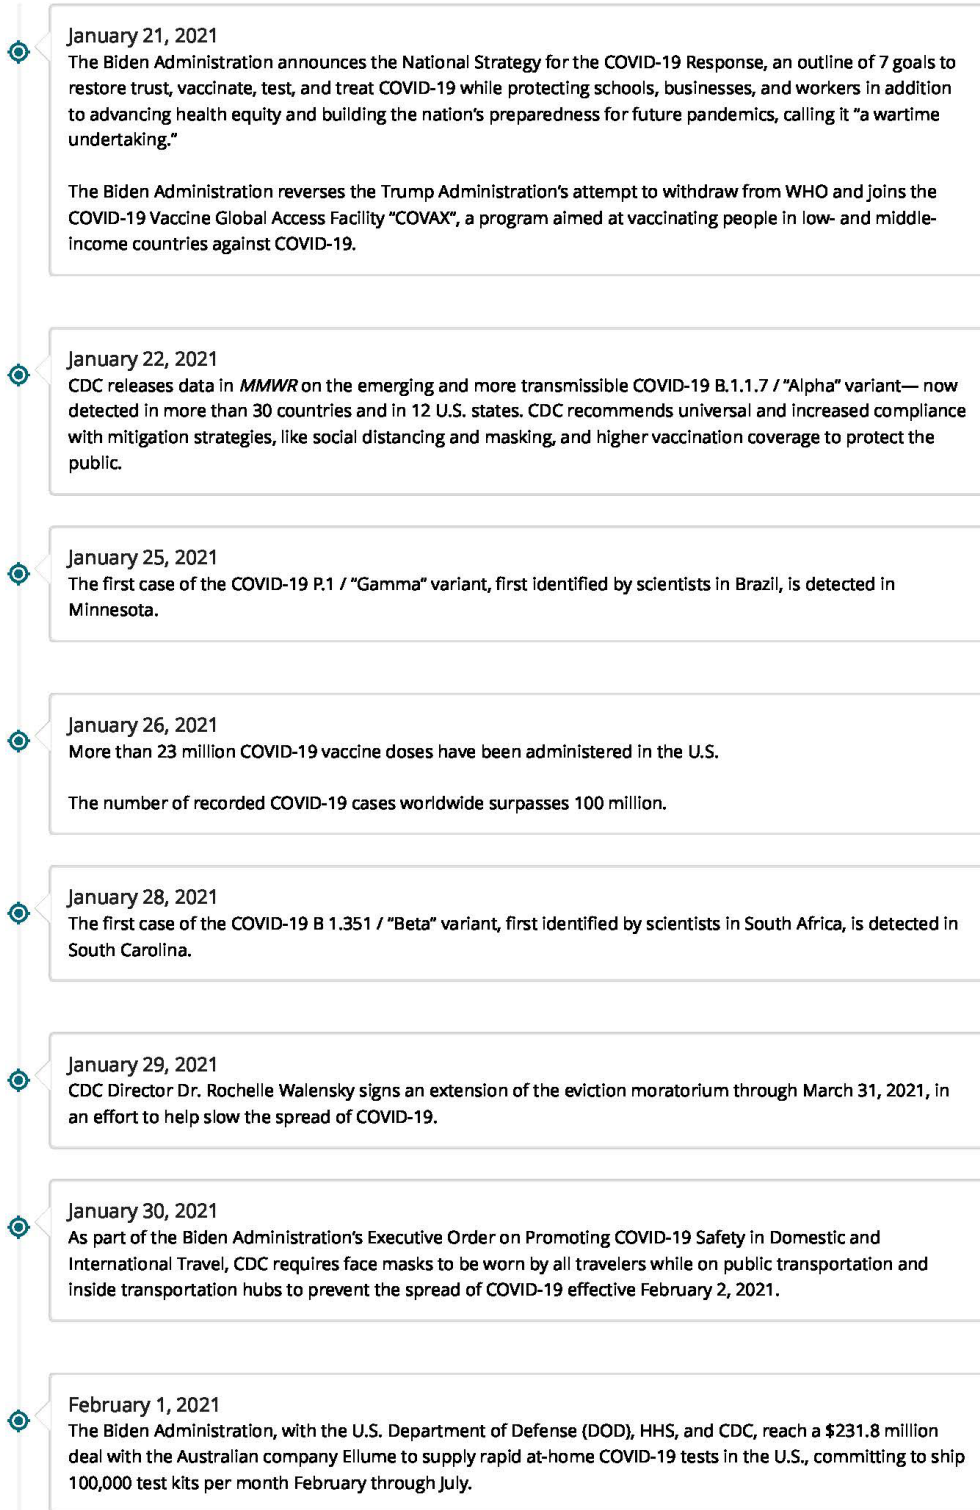 January 21, 2021
The Biden Administration announces the National Strategy for the COVID-19 Response, an outline of 7 goals to
restore trust, vaccinate, test, and treat COVID-19 while protecting schools, businesses, and workers in addition
to advancing health equity and building the nation's preparedness for future pandemics, calling it "a wartime
undertaking."
The Biden Administration reverses the Trump Administration's attempt to withdraw from WHO and joins the
COVID-19 Vaccine Global Access Facility "COVAX", a program aimed at vaccinating people in low- and middle-
income countries against COVID-19.
January 22, 2021
CDC releases data in MMWR on the emerging and more transmissible COVID-19 B.1.1.7 / "Alpha" variant— now
detected in more than 30 countries and in 12 U.S. states. CDC recommends universal and increased compliance
with mitigation strategies, like social distancing and masking, and higher vaccination coverage to protect the
public.
January 25, 2021
The first case of the COVID-19 P.1 / "Gamma" variant, first identified by scientists in Brazil, is detected in
Minnesota.
January 26, 2021
More than 23 million COVID-19 vaccine doses have been administered in the U.S.
The number of recorded COVID-19 cases worldwide surpasses 100 million.
January 28, 2021
The first case of the COVID-19 B 1.351 / "Beta" variant, first identified by scientists in South Africa, is detected in
South Carolina.
January 29, 2021
CDC Director Dr. Rochelle Walensky signs an extension of the eviction moratorium through March 31, 2021, in
an effort to help slow the spread of COVID-19.
January 30, 2021
As part of the Biden Administration's Executive Order on Promoting COVID-19 Safety in Domestic and
International Travel, CDC requires face masks to be worn by all travelers while on public transportation and
inside transportation hubs to prevent the spread of COVID-19 effective February 2, 2021.
February 1, 2021
The Biden Administration, with the U.S. Department of Defense (DOD), HHS, and CDC, reach a $231.8 million
deal with the Australian company Ellume to supply rapid at-home COVID-19 tests in the U.S., committing to ship
100,000 test kits per month February through July.